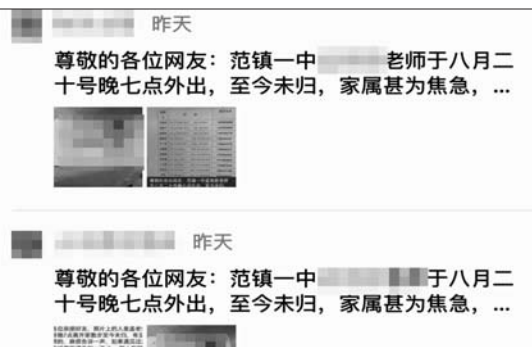 昨天
尊敬的各位网友：范镇一中
老师于八月二
十号晚七点外出，至今未归，家属甚为焦急，...
昨天
尊敬的各位网友：范镇一中
于八月二
十号晚七点外出，至今未归，家属甚为焦急，...